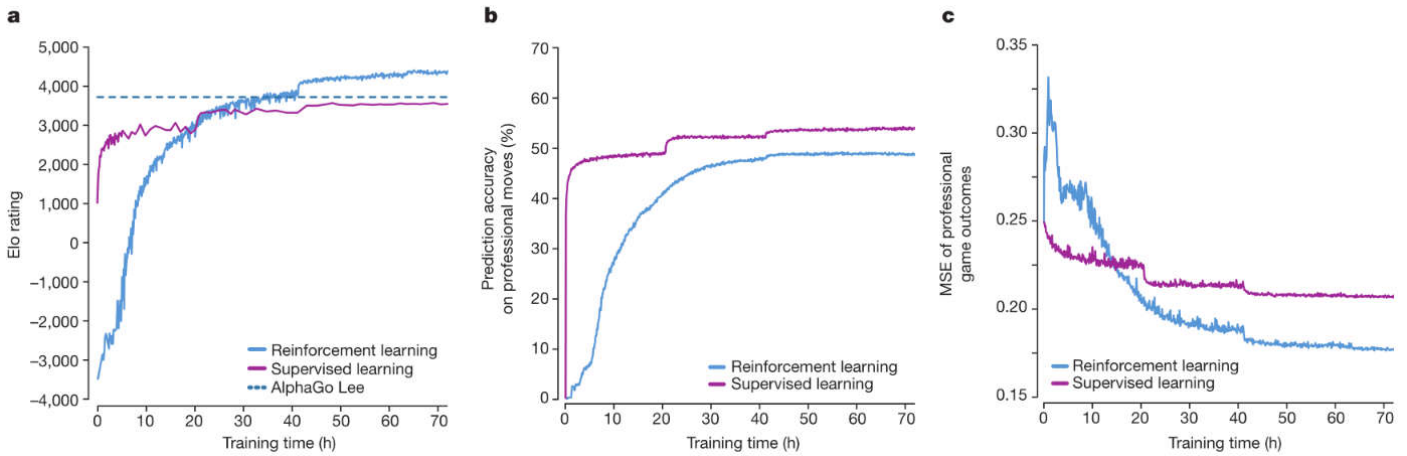 a
5,000
4,000
3,000
2,000
1,000
0
–1,000
–2,000
–3,000
–4,000
Elo rating
0 10 20 30 40 50 60 70
Training time (h)
Reinforcement learning
Supervised learning
AlphaGo Lee
b
70
60
50
40
30
20
10
0
Prediction accuracy
on professional moves (%)
0 10 20 30 40 50 60 70
Training time (h)
Reinforcement learning
Supervised learning
c
0.35
0.30
0.25
0.20
0.15
MSE of professional
game outcomes
0 10 20 30 40 50 60 70
Training time (h)
Reinforcement learning
Supervised learning